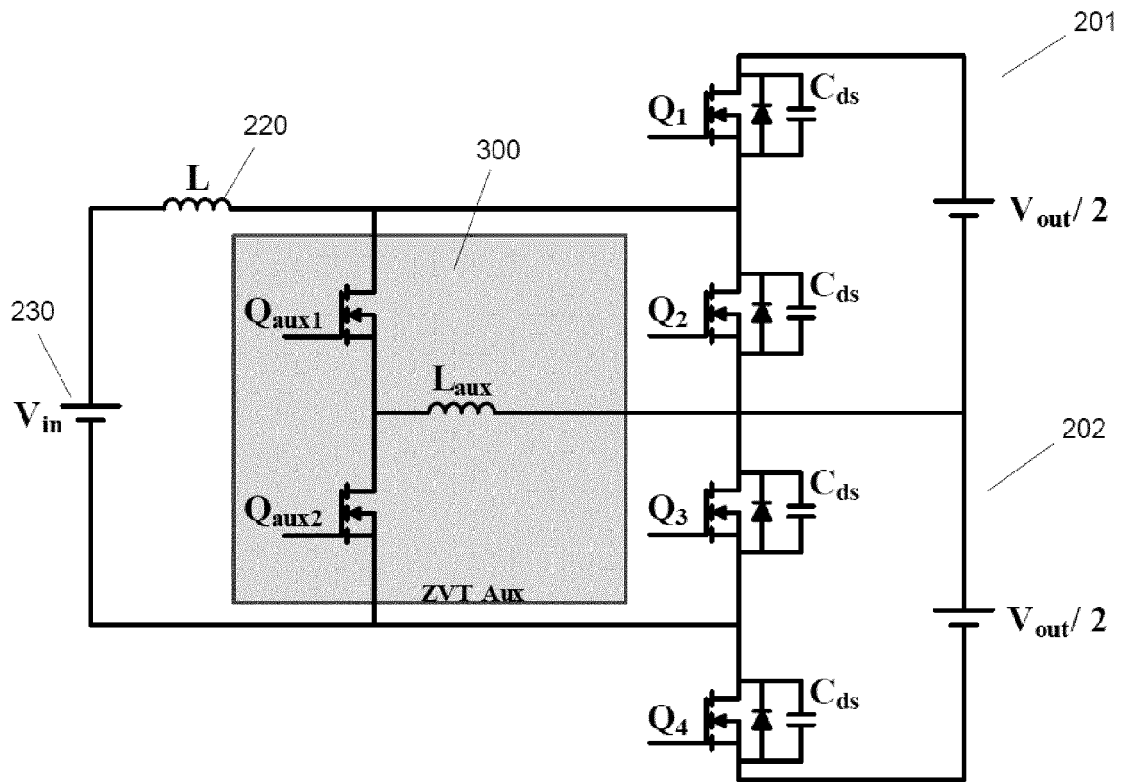 201
Q1
Cds
220
L
300
Vout/ 2
Qaux1
Q2
Cds
230
Laux
Vin
202
Qaux2
Q3
Cds
ZVT Aux
Vout/ 2
Q4
Cds